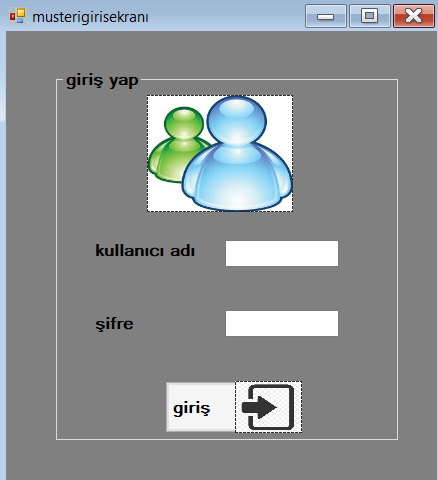 musterigirisekranı
giriş yap
kullanıcı adı
şifre
giriş